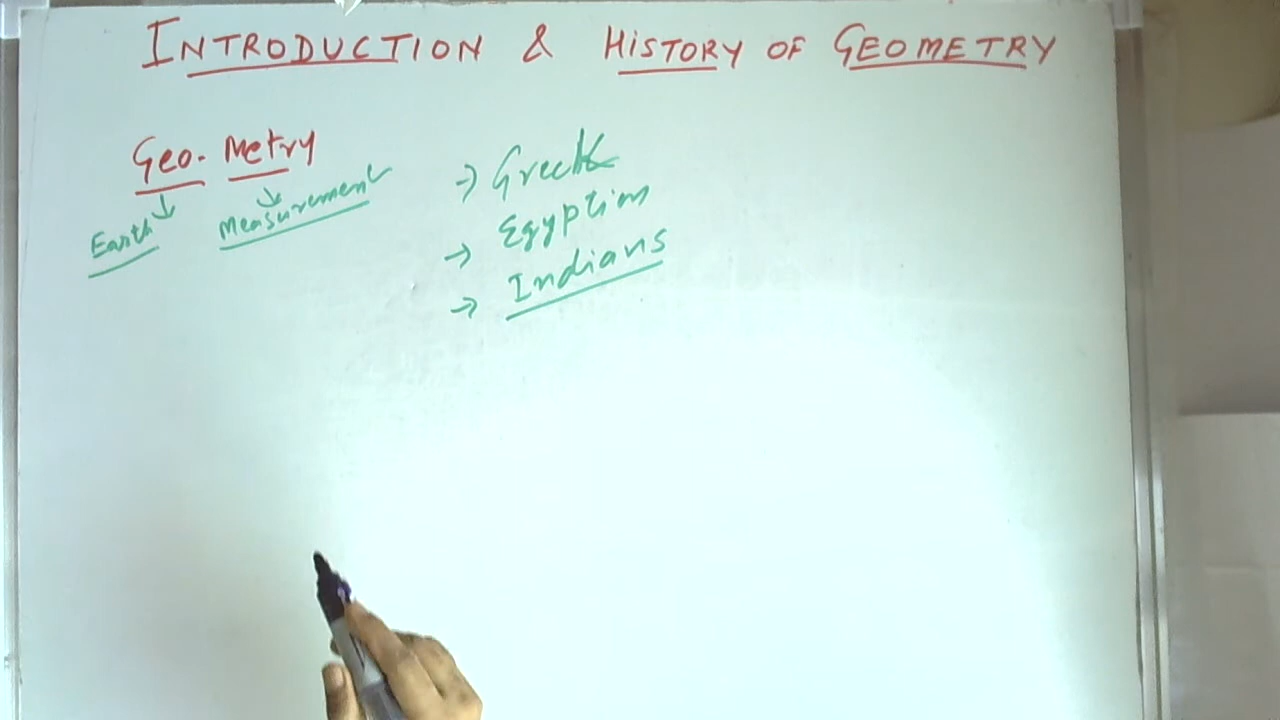 INTRODUCTION & HISTORY OF GEOMETRY
Geo. Metry
Earth Measurement
→ Greek
→ Egyptian
→ Indians